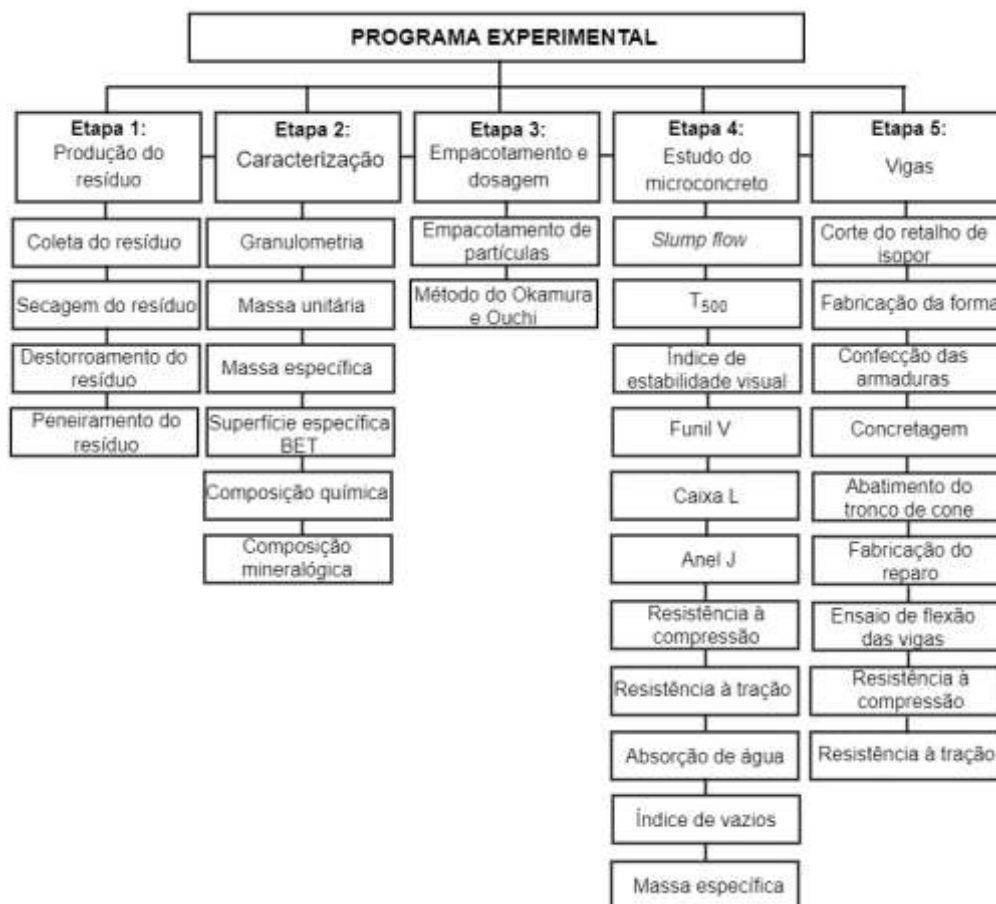 PROGRAMA EXPERIMENTAL
Etapa 1:
Produção do
resíduo
Coleta do resíduo
Secagem do resíduo
Destorroamento do
resíduo
Peneiramento do
resíduo
Etapa 2:
Caracterização
Granulometria
Massa unitária
Massa específica
Superfície específica
BET
Composição química
Composição
mineralógica
Etapa 3:
Empacotamento e
dosagem
Empacotamento de
partículas
Método do Okamura
e Ouchi
Etapa 4:
Estudo do
microconcreto
Slump flow
T500
Índice de
estabilidade visual
Funil V
Caixa L
Anel J
Resistência à
compressão
Resistência à tração
Absorção de água
Índice de vazios
Massa específica
Etapa 5:
Vigas
Corte do retalho de
isopor
Fabricação da forma
Confecção das
armaduras
Concretagem
Abatimento do
tronco de cone
Fabricação do
reparo
Ensaio de flexão
das vigas
Resistência à
compressão
Resistência à tração